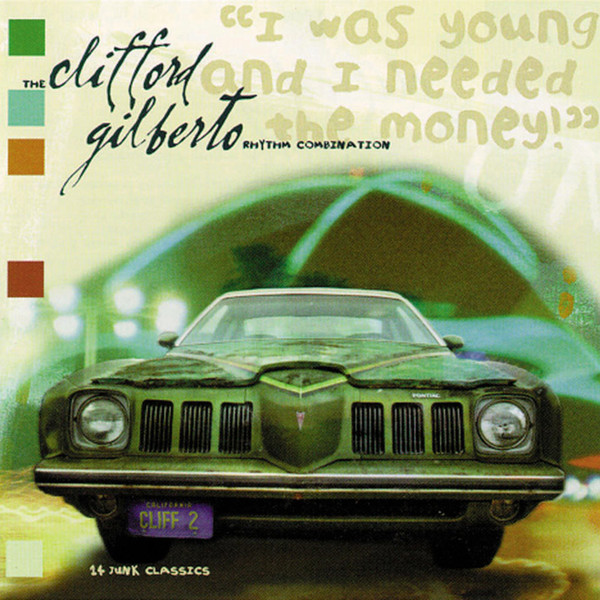 “I was young
and I needed
the money!”
THE clifford
gilberto RHYTHM COMBINATION
PONTIAC
CALIFORNIA
CLIFF 2
14 JUNK CLASSICS